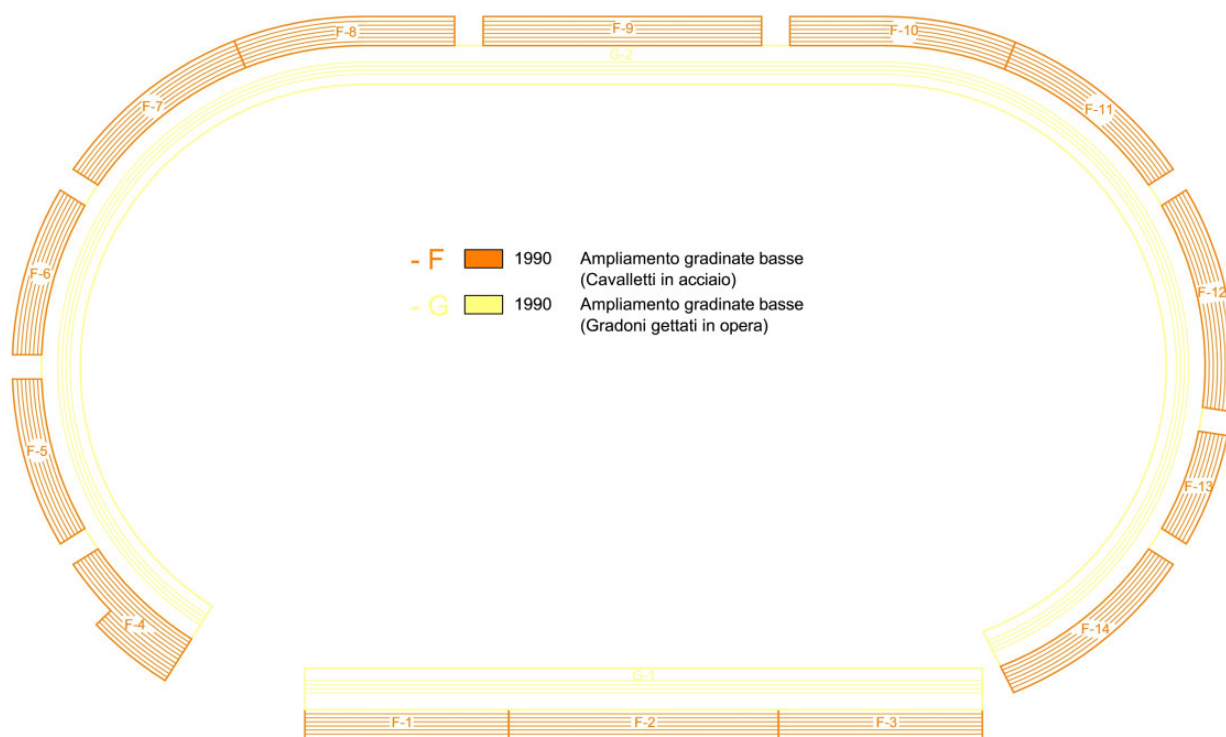 F-8
F-9
F-10
G-2
F-7
F-11
F-6
F-12
- F 1990 Ampliamento gradinate basse
(Cavalletti in acciaio)
- G 1990 Ampliamento gradinate basse
(Gradoni gettati in opera)
F-5
F-13
F-4
F-14
G-1
F-1
F-2
F-3